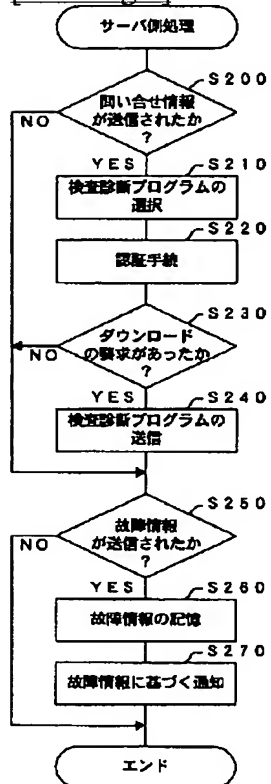 サーバ側処理
S200
問い合せ情報
が送信されたか
?
NO
YES
S210
検査診断プログラムの
選択
S220
認証手続
S230
ダウンロード
の要求があったか
?
NO
YES
S240
検査診断プログラムの
送信
S250
故障情報
が送信されたか
?
NO
YES
S260
故障情報の記憶
S270
故障情報に基づく通知
エンド